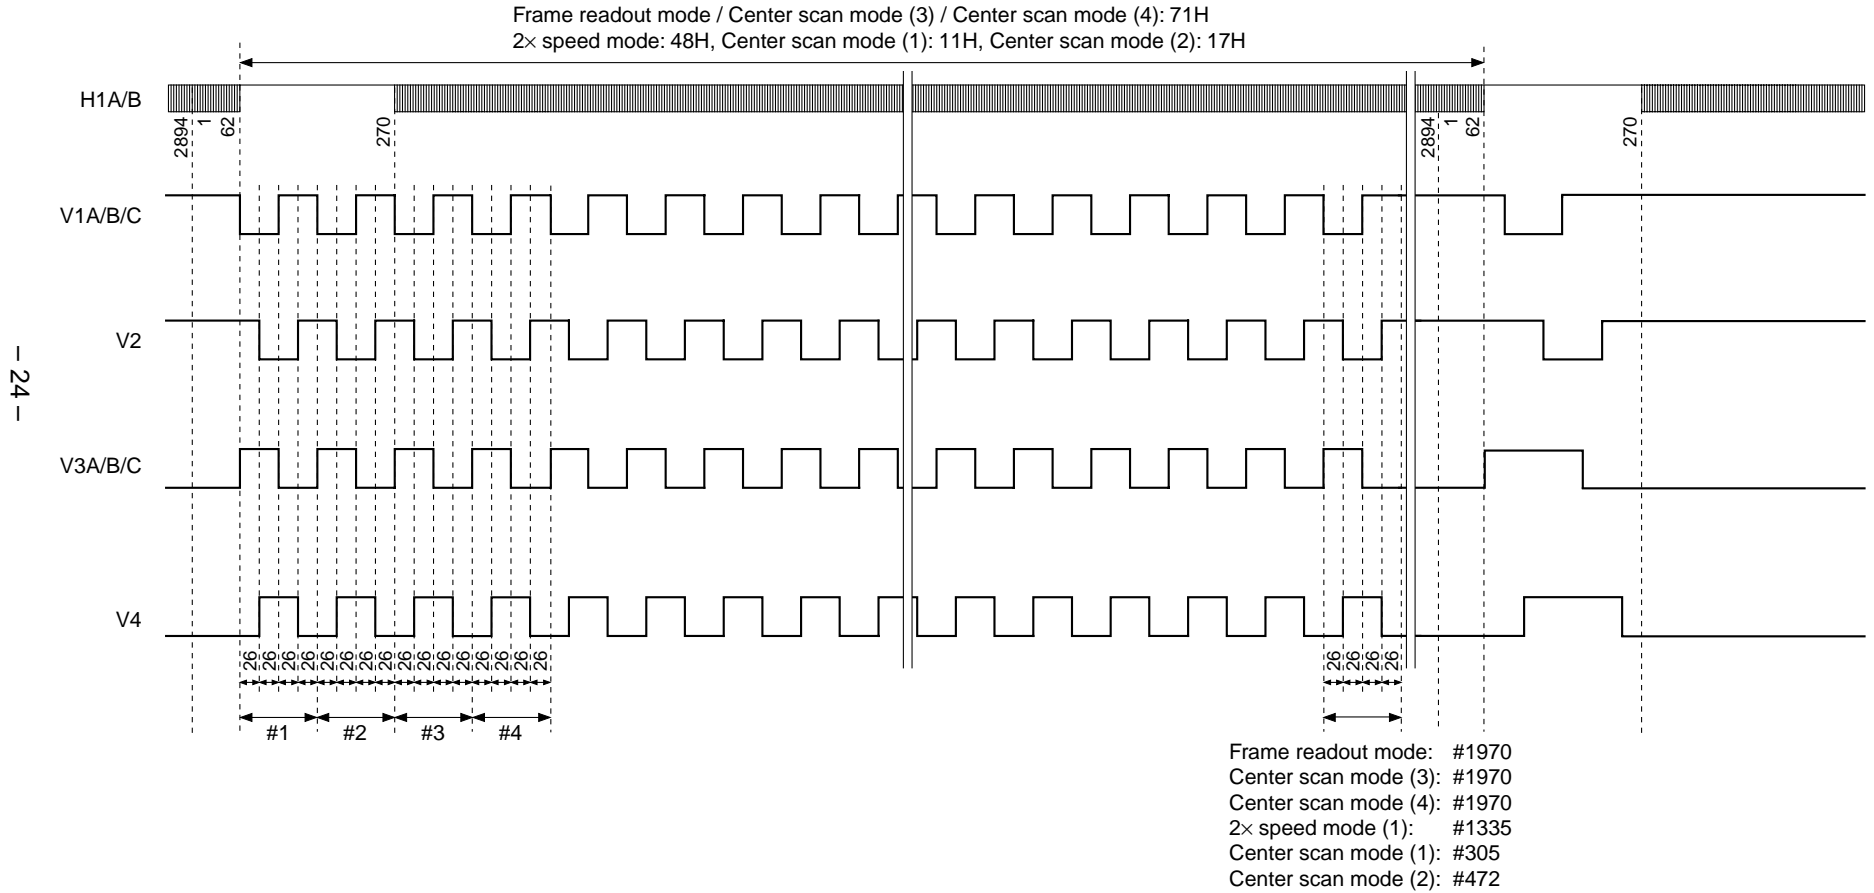 Frame readout mode / Center scan mode (3) / Center scan mode (4): 71H
2× speed mode: 48H, Center scan mode (1): 11H, Center scan mode (2): 17H
H1A/B
2894 1 62 270 2894 1 62 270
V1A/B/C
V2
V3A/B/C
V4
26 26 26 26 26 26 26 26 26 26 26 26 26 26 26 26 26 26 26 26
#1 #2 #3 #4
Frame readout mode: #1970
Center scan mode (3): #1970
Center scan mode (4): #1970
2× speed mode (1): #1335
Center scan mode (1): #305
Center scan mode (2): #472
– 24 –